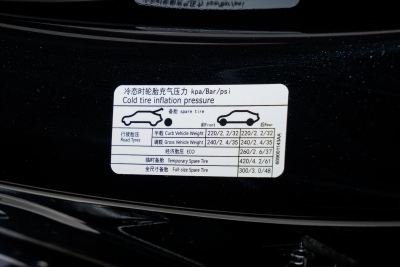 冷态时轮胎充气压力 kpa/Bar/psi
Cold tire inflation pressure
备胎 spare tire
前Front 后Rear
行驶胎压 Road Tyres 半载 Curb Vehicle Weight 220/2. 2/32 220/2. 2/32
满载 Gross Vehicle Weight 240/2. 4/35 240/2. 4/35
经济胎压 ECO 260/2. 6/37
临时备胎 Temporary Spare Tire 420/4. 2/61
全尺寸备胎 Full-size Spare Tire 300/3. 0/48